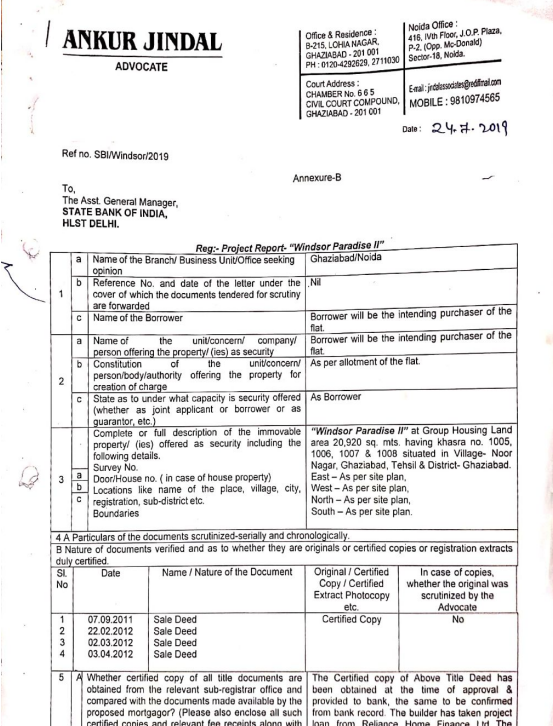 ANKUR JINDAL
ADVOCATE
Office & Residence :
B-215, LOHIA NAGAR,
GHAZIABAD - 201 001
PH : 0120-4292629, 2711030
Noida Office :
416, IVth Floor, J.O.P. Plaza,
P-2, (Opp. Mc-Donald)
Sector-18, Noida.
Court Address :
CHAMBER No. 6 6 5
CIVIL COURT COMPOUND,
GHAZIABAD - 201 001
E-mail : jindalassociates@rediffmail.com
MOBILE : 9810974565
Date : 24.7.2019
Ref no. SBI/Windsor/2019
Annexure-B
To,
The Asst. General Manager,
STATE BANK OF INDIA,
HLST DELHI.
Reg:- Project Report- "Windsor Paradise II"
1
a Name of the Branch/ Business Unit/Office seeking
opinion
Ghaziabad/Noida
b Reference No. and date of the letter under the
cover of which the documents tendered for scrutiny
are forwarded
Nil
c Name of the Borrower
Borrower will be the intending purchaser of the
flat.
2
a Name of the unit/concern/ company/
person offering the property/ (ies) as security
Borrower will be the intending purchaser of the
flat.
b Constitution of the unit/concern/
person/body/authority offering the property for
creation of charge
As per allotment of the flat.
c State as to under what capacity is security offered
(whether as joint applicant or borrower or as
guarantor, etc.)
As Borrower
3
Complete or full description of the immovable
property/ (ies) offered as security including the
following details.
Survey No.
a Door/House no. ( in case of house property)
b Locations like name of the place, village, city,
c registration, sub-district etc.
Boundaries
"Windsor Paradise II" at Group Housing Land
area 20,920 sq. mts. having khasra no. 1005,
1006, 1007 & 1008 situated in Village- Noor
Nagar, Ghaziabad, Tehsil & District- Ghaziabad.
East – As per site plan,
West – As per site plan,
North – As per site plan,
South – As per site plan.
4 A Particulars of the documents scrutinized-serially and chronologically.
B Nature of documents verified and as to whether they are originals or certified copies or registration extracts
duly certified.
Sl. No
Date
Name / Nature of the Document
Original / Certified
Copy / Certified
Extract Photocopy
etc.
In case of copies,
whether the original was
scrutinized by the
Advocate
1 07.09.2011 Sale Deed Certified Copy No
2 22.02.2012 Sale Deed
3 02.03.2012 Sale Deed
4 03.04.2012 Sale Deed
5 A Whether certified copy of all title documents are
obtained from the relevant sub-registrar office and
compared with the documents made available by the
proposed mortgagor? (Please also enclose all such
certified copies and relevant fee receipts along with
The Certified copy of Above Title Deed has
been obtained at the time of approval &
provided to bank, the same to be confirmed
from bank record. The builder has taken project
loan from Reliance Home Finance Ltd. The